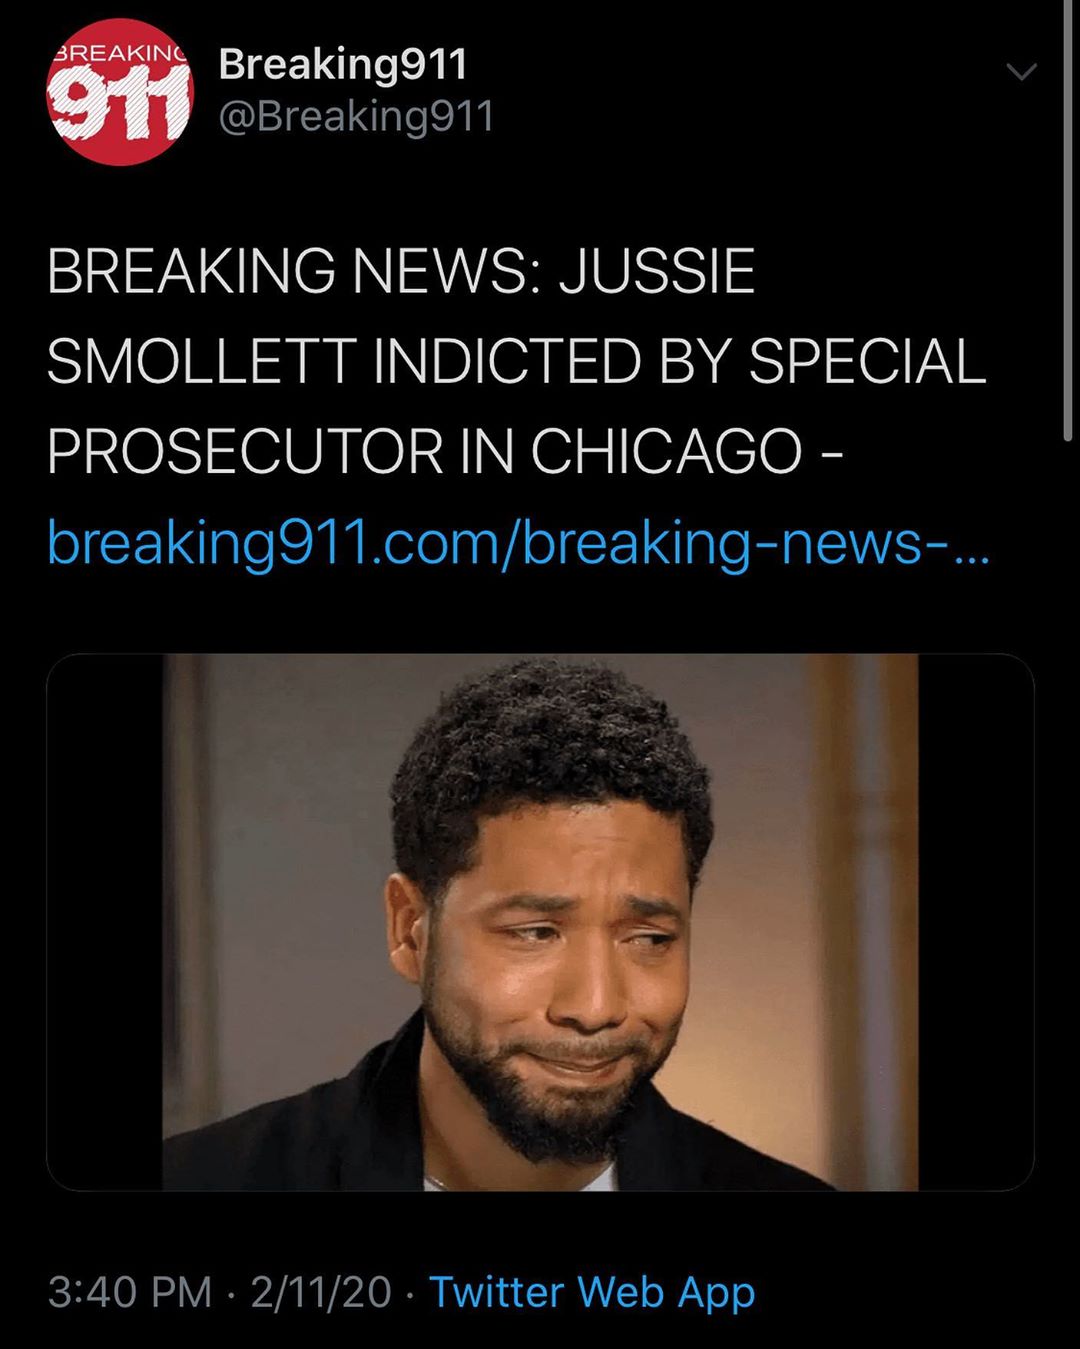 BREAKING
911
Breaking911
@Breaking911
BREAKING NEWS: JUSSIE
SMOLLETT INDICTED BY SPECIAL
PROSECUTOR IN CHICAGO -
breaking911.com/breaking-news-...
3:40 PM · 2/11/20 · Twitter Web App